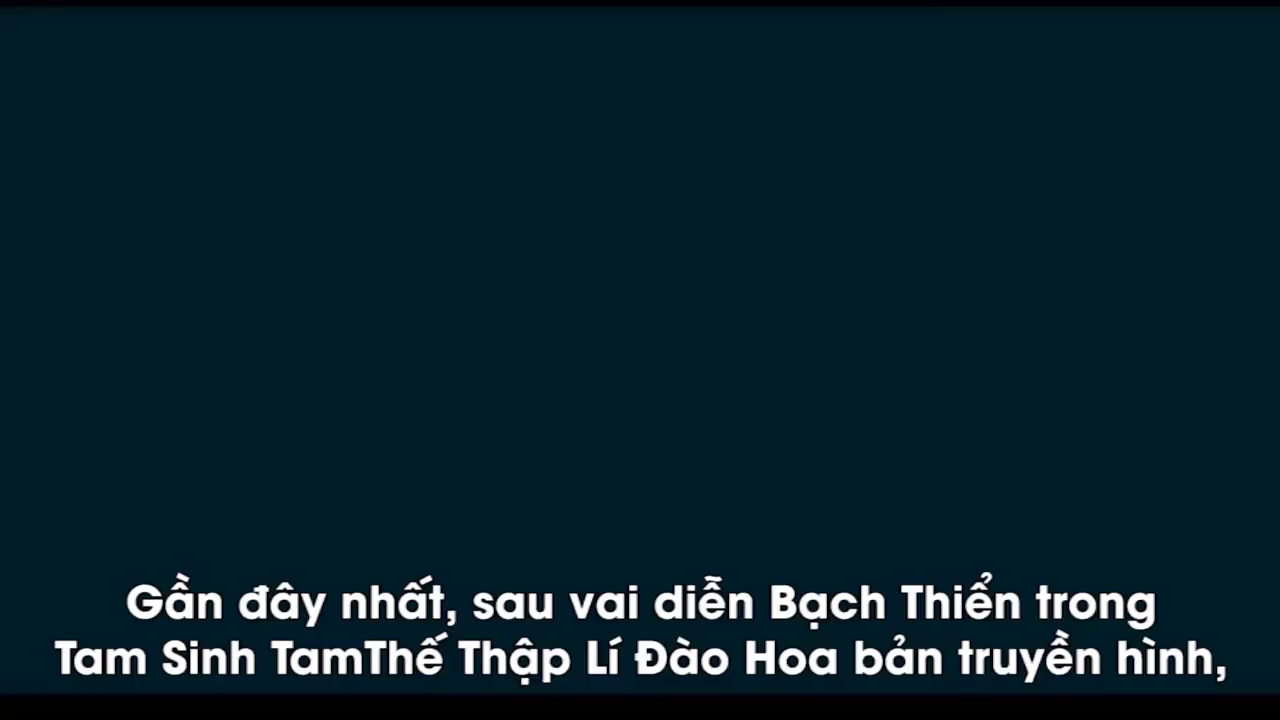 Gần đây nhất, sau vai diễn Bạch Thiển trong
Tam Sinh TamThế Thập Lí Đào Hoa bản truyền hình,